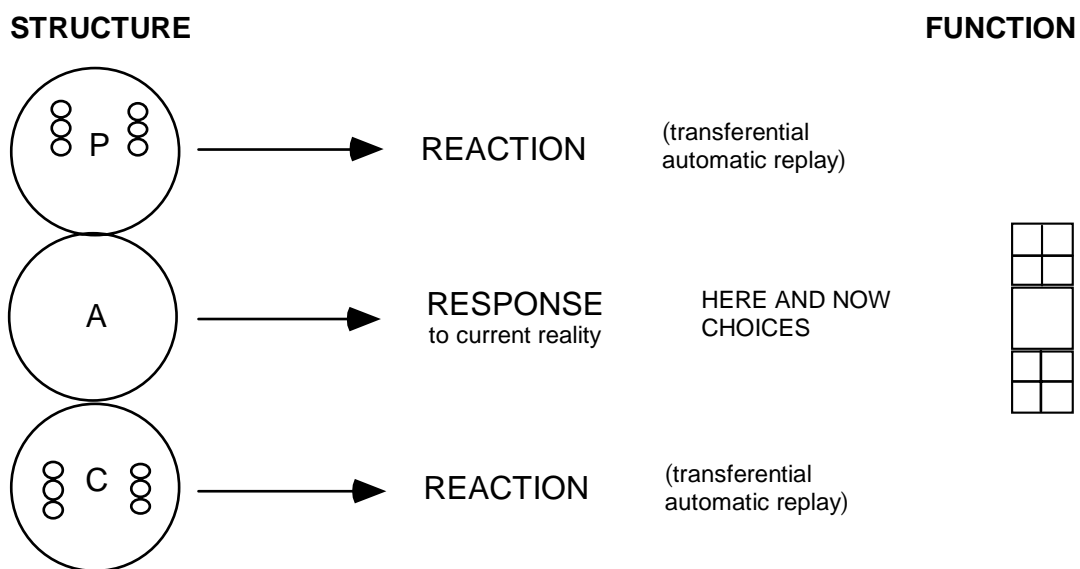 STRUCTURE
FUNCTION
P
REACTION
(transferential
automatic replay)
A
RESPONSE
to current reality
HERE AND NOW
CHOICES
C
REACTION
(transferential
automatic replay)